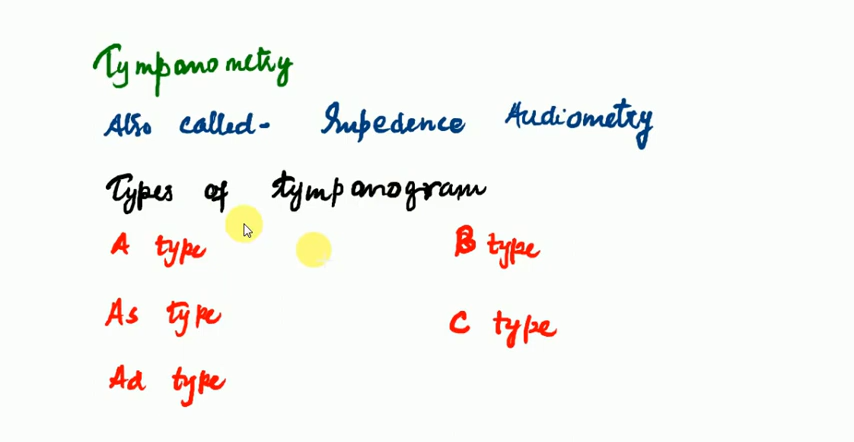 Tympanometry
Also called- Impedence Audiometry
Types of tympanogram
A type B type
As type C type
Ad type